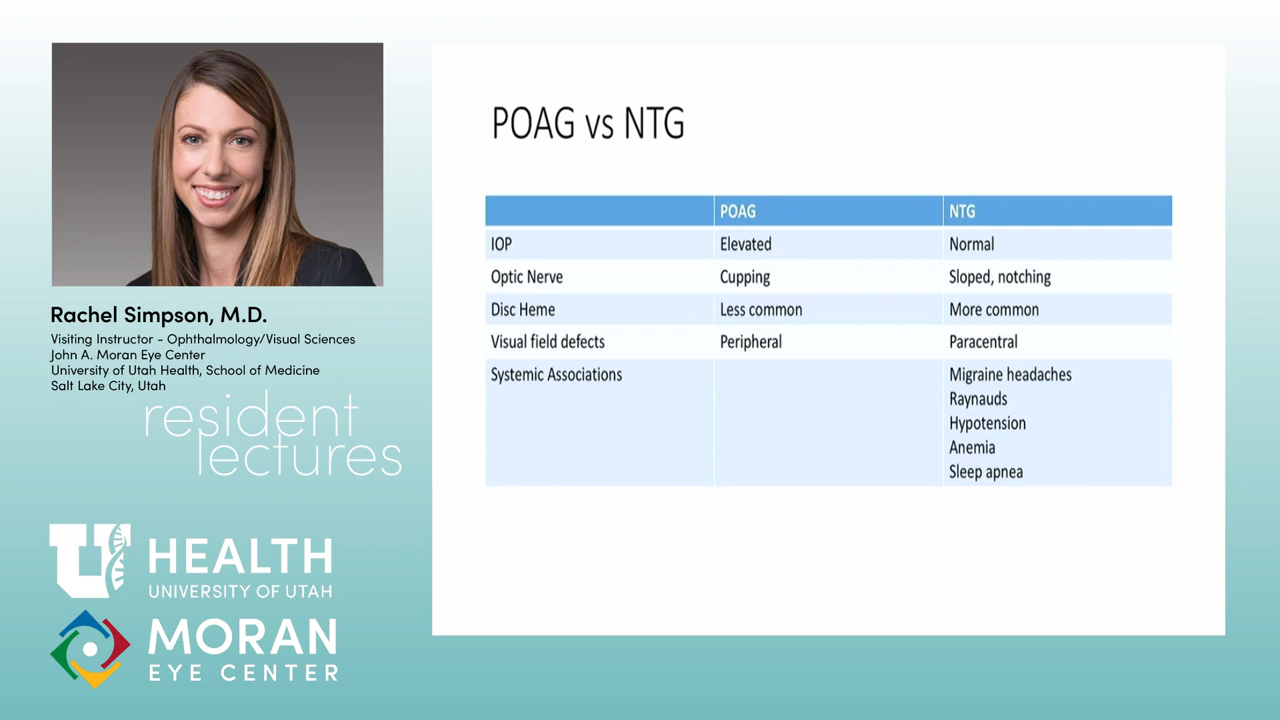 POAG vs NTG
POAG NTG
IOP Elevated Normal
Optic Nerve Cupping Sloped, notching
Disc Heme Less common More common
Visual field defects Peripheral Paracentral
Systemic Associations Migraine headaches
Raynauds
Hypotension
Anemia
Sleep apnea
Rachel Simpson, M.D.
Visiting Instructor - Ophthalmology/Visual Sciences
John A. Moran Eye Center
University of Utah Health, School of Medicine
Salt Lake City, Utah
resident
lectures
U HEALTH
UNIVERSITY OF UTAH
MORAN
EYE CENTER